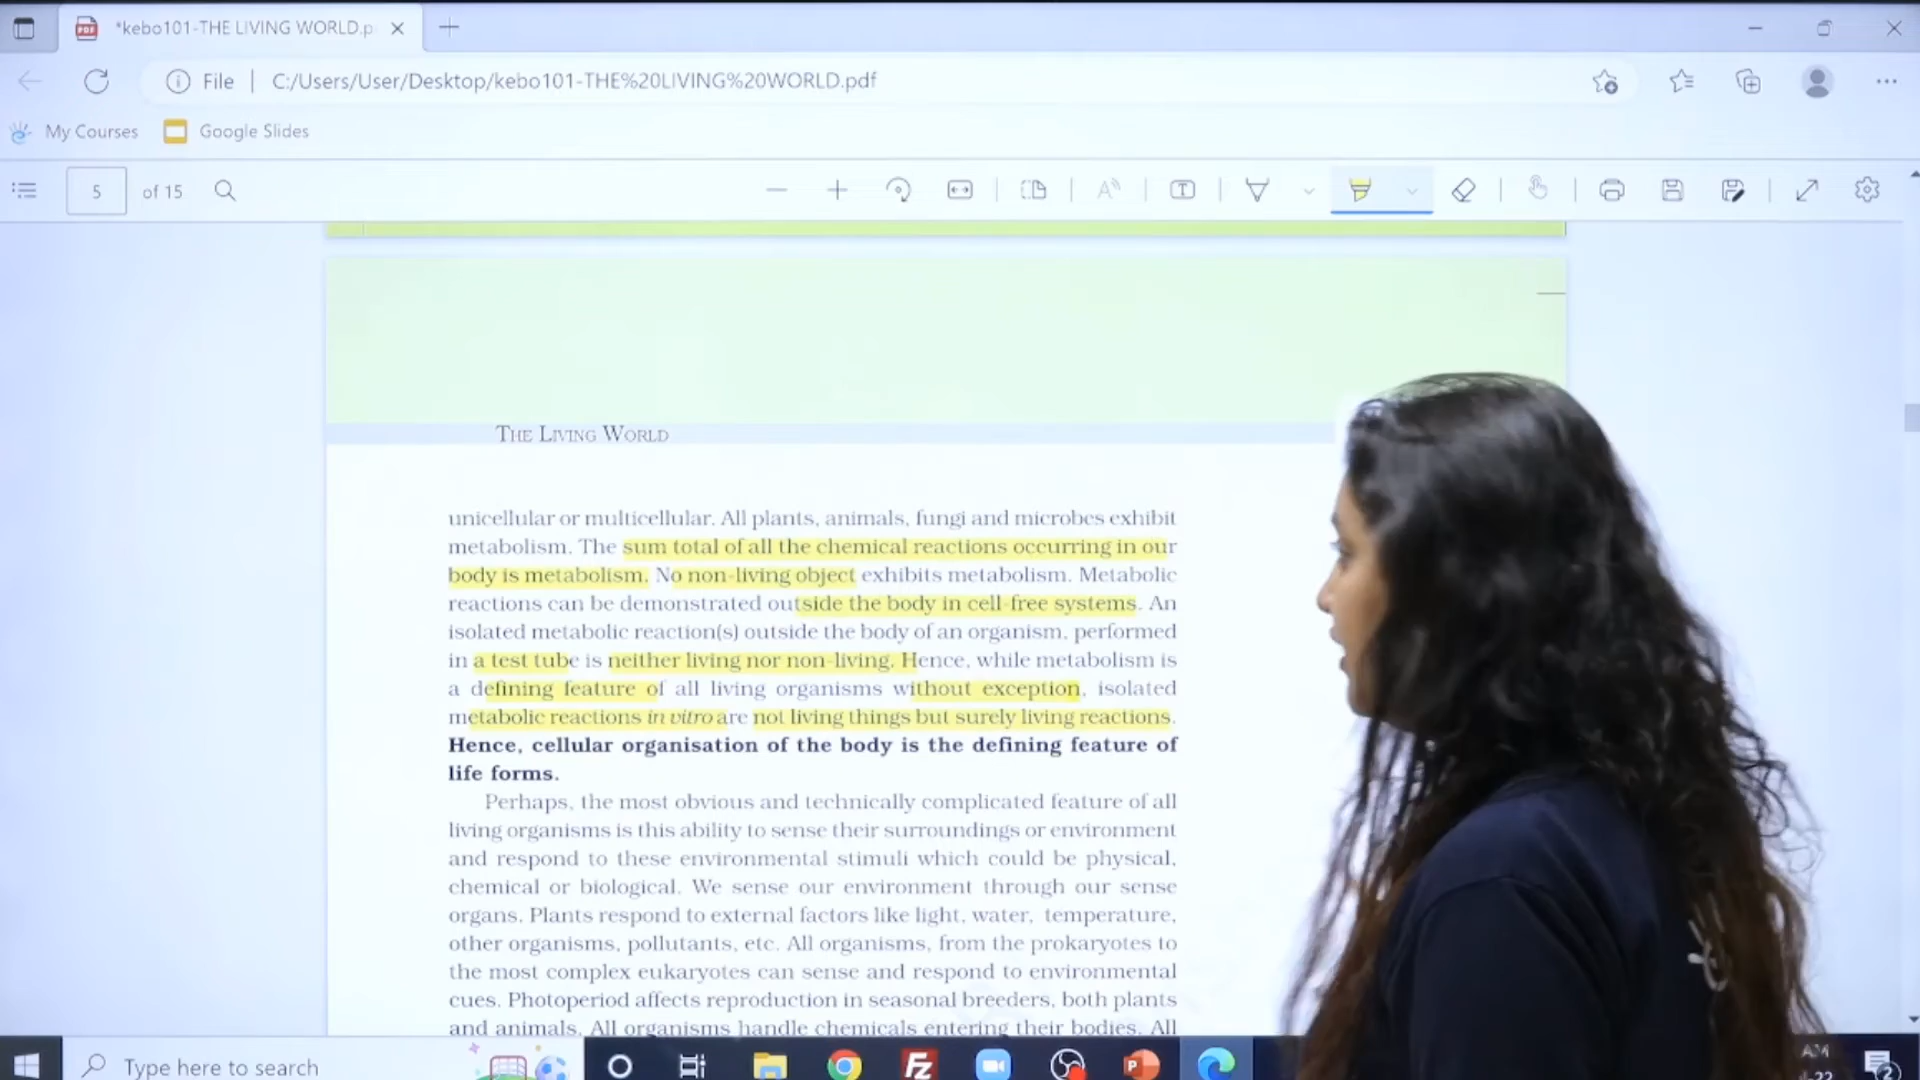 *kebo101-THE LIVING WORLD.p
File
C:/Users/User/Desktop/kebo101-THE%20LIVING%20WORLD.pdf
My Courses
Google Slides
5 of 15
THE LIVING WORLD
unicellular or multicellular. All plants, animals, fungi and microbes exhibit
metabolism. The sum total of all the chemical reactions occurring in our
body is metabolism. No non-living object exhibits metabolism. Metabolic
reactions can be demonstrated outside the body in cell-free systems. An
isolated metabolic reaction(s) outside the body of an organism, performed
in a test tube is neither living nor non-living. Hence, while metabolism is
a defining feature of all living organisms without exception, isolated
metabolic reactions in vitro are not living things but surely living reactions.
Hence, cellular organisation of the body is the defining feature of
life forms.
Perhaps, the most obvious and technically complicated feature of all
living organisms is this ability to sense their surroundings or environment
and respond to these environmental stimuli which could be physical,
chemical or biological. We sense our environment through our sense
organs. Plants respond to external factors like light, water, temperature,
other organisms, pollutants, etc. All organisms, from the prokaryotes to
the most complex eukaryotes can sense and respond to environmental
cues. Photoperiod affects reproduction in seasonal breeders, both plants
and animals. All organisms handle chemicals entering their bodies. All
Type here to search
AM
-22
2